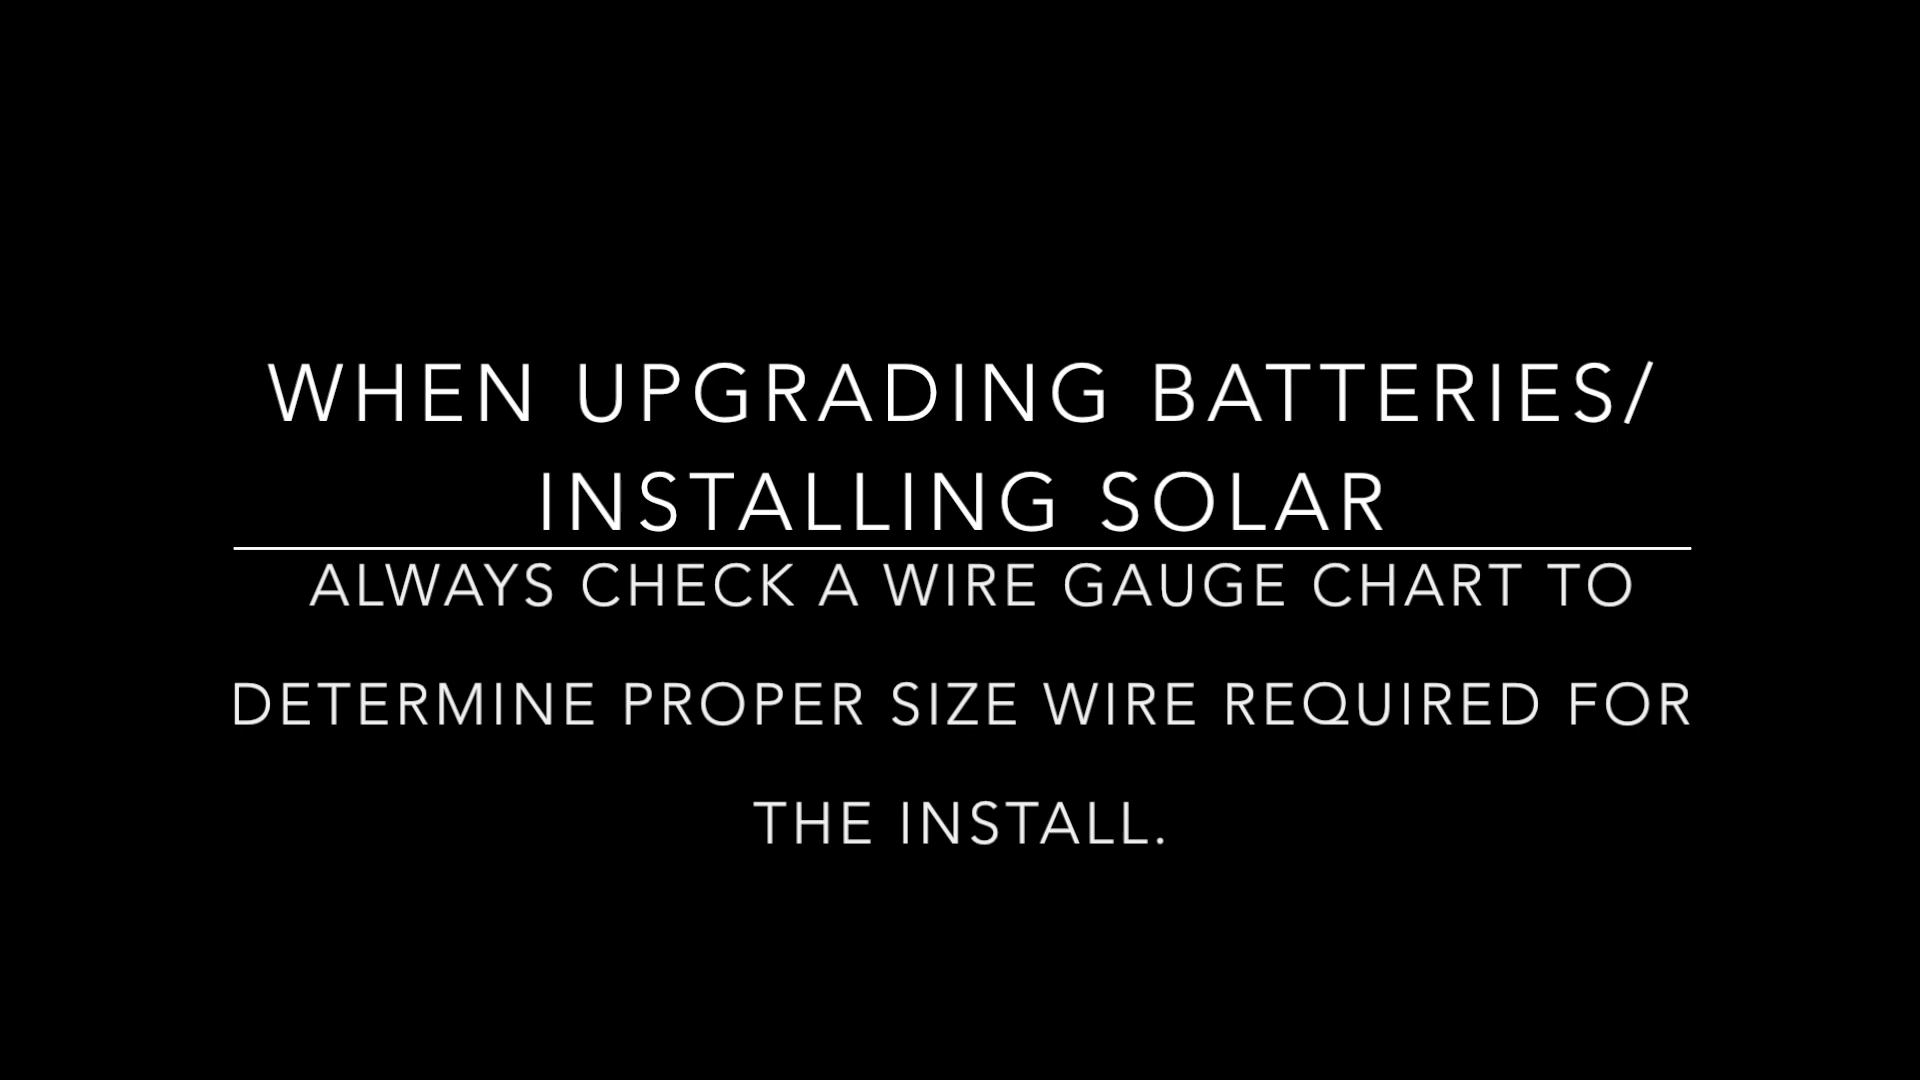 WHEN UPGRADING BATTERIES/
INSTALLING SOLAR
ALWAYS CHECK A WIRE GAUGE CHART TO
DETERMINE PROPER SIZE WIRE REQUIRED FOR
THE INSTALL.